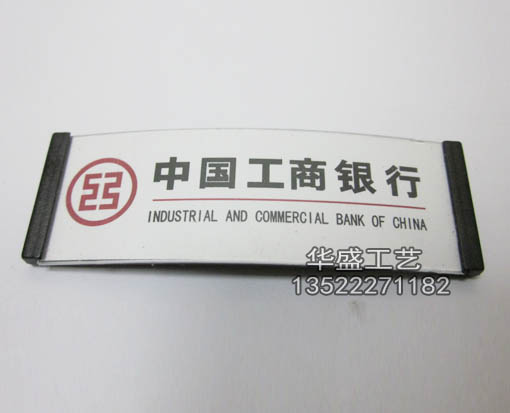 中国工商银行
INDUSTRIAL AND COMMERCIAL BANK OF CHINA
华盛工艺
13522271182